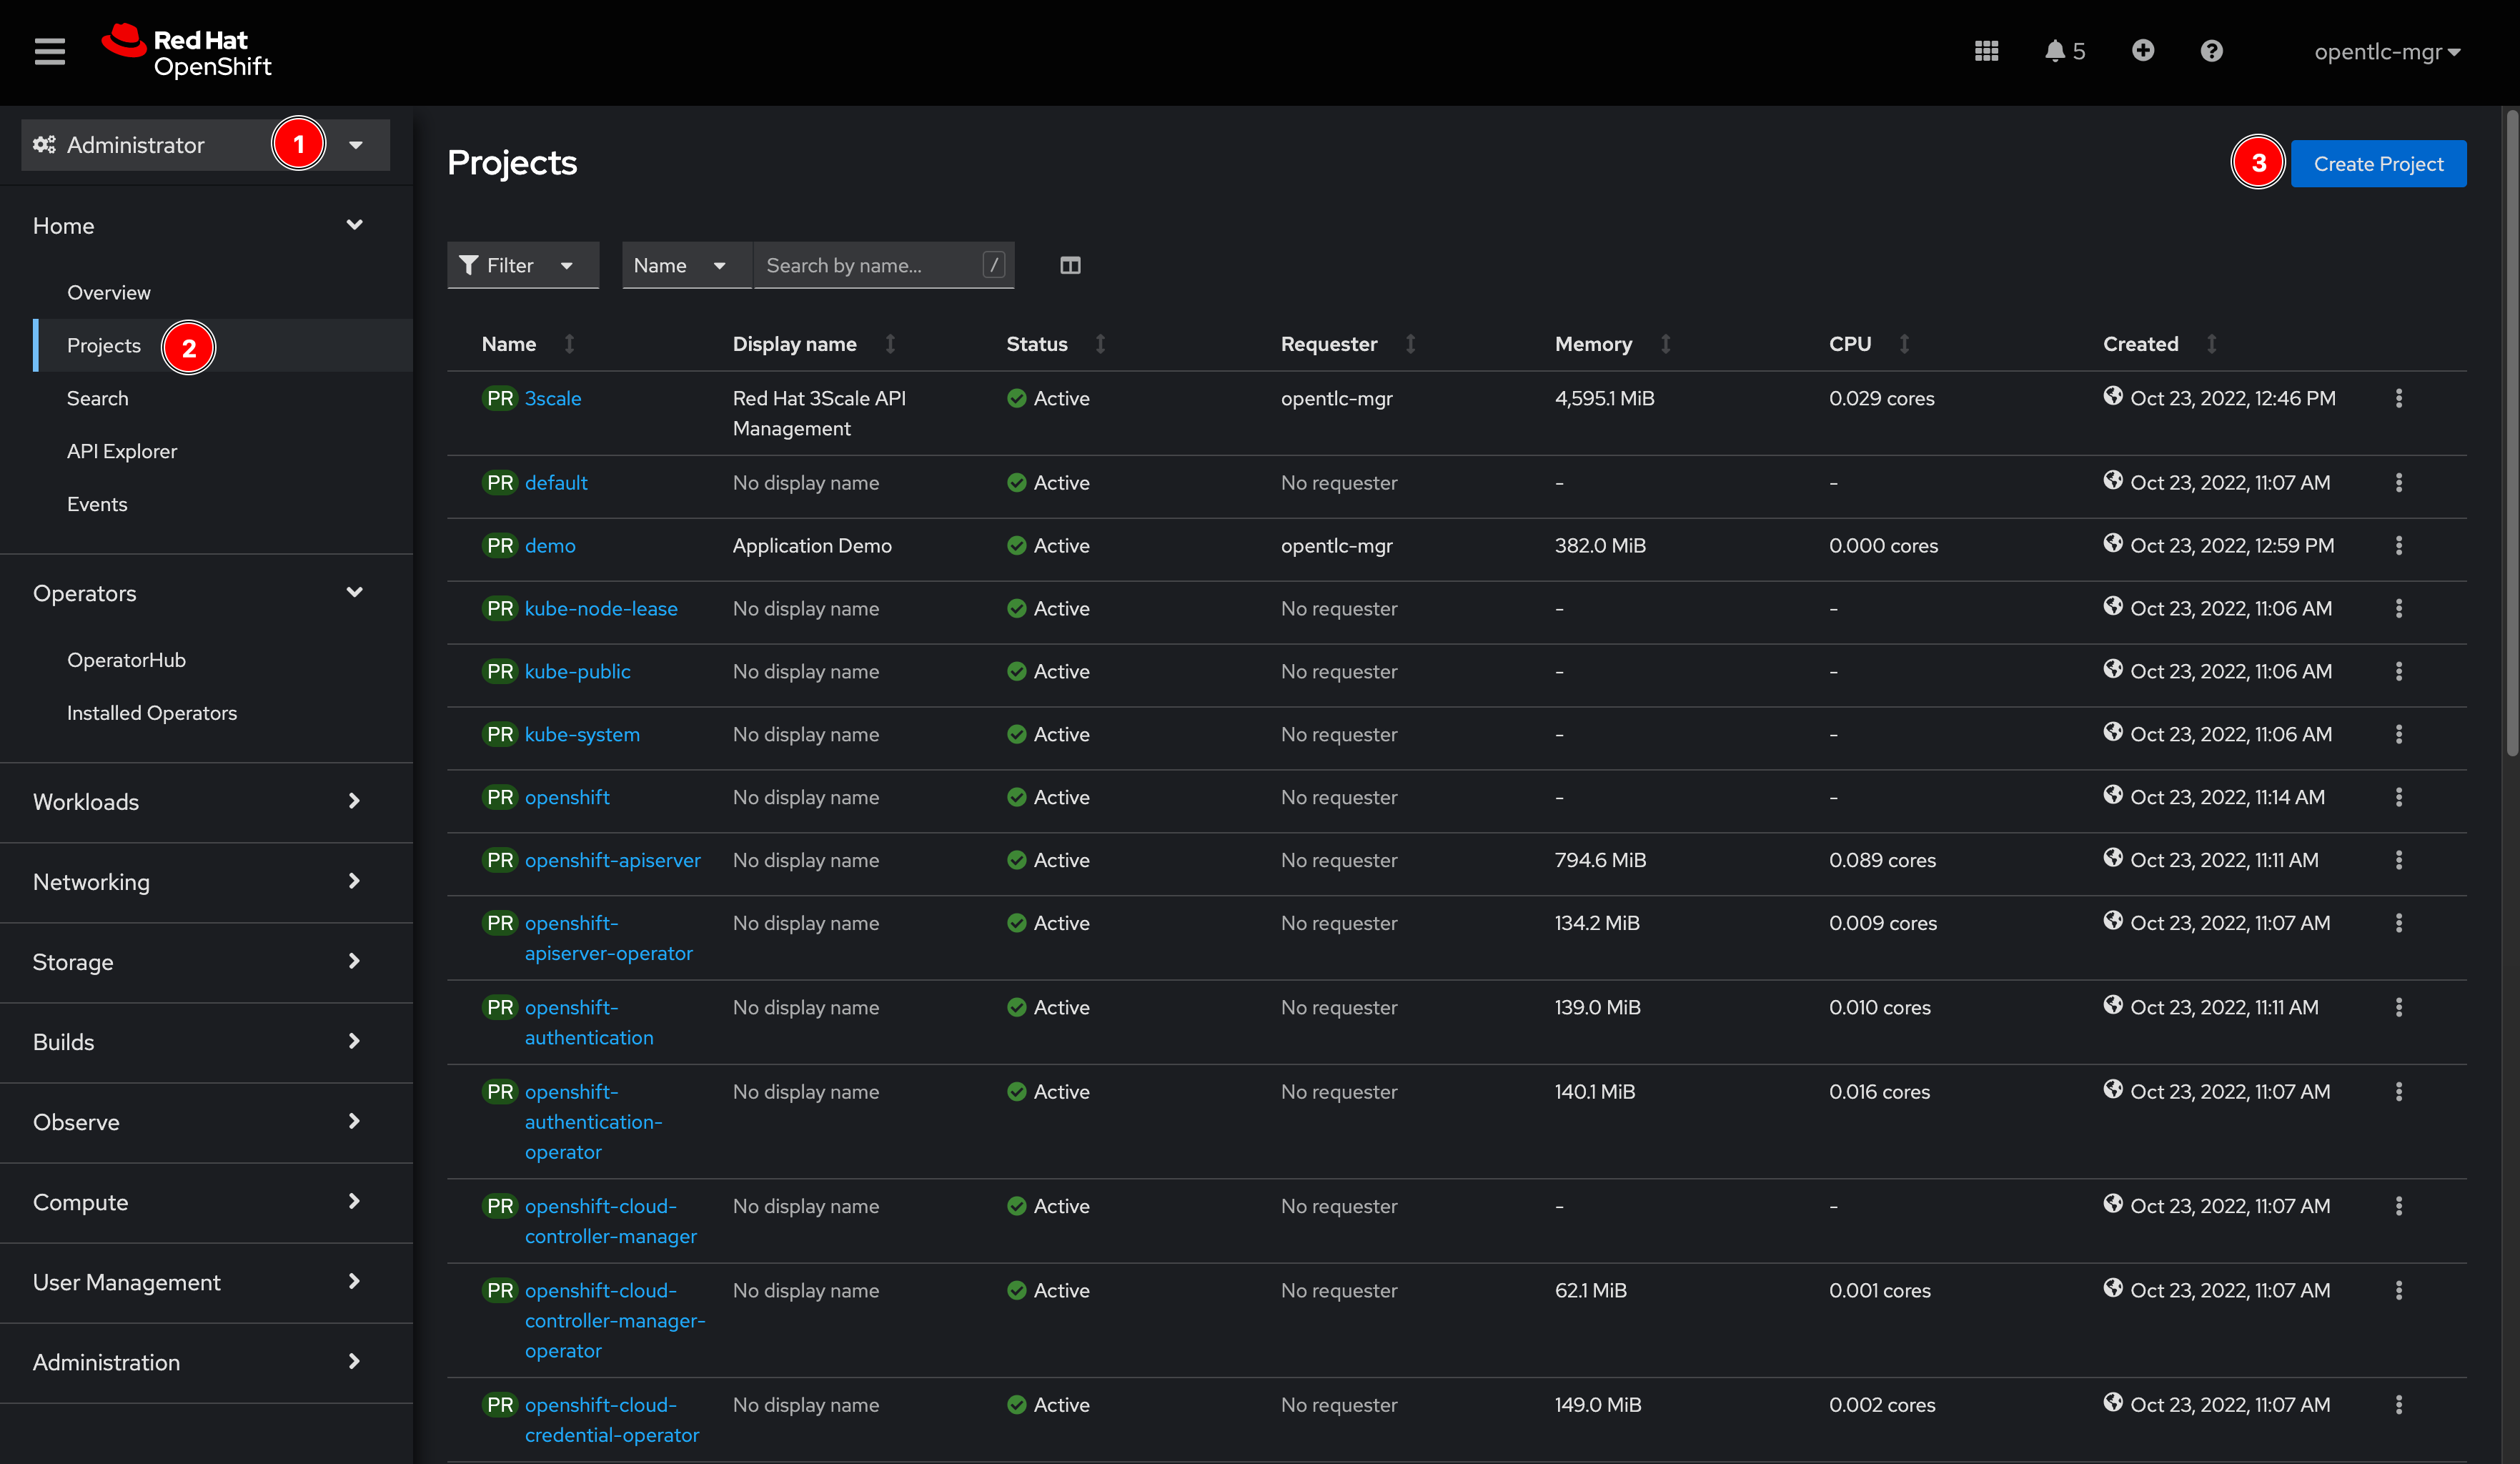 Red Hat
OpenShift
5
opentlc-mgr
Administrator
1
Home
Overview
Projects
2
Search
API Explorer
Events
Operators
OperatorHub
Installed Operators
Workloads
Networking
Storage
Builds
Observe
Compute
User Management
Administration
Projects
3
Create Project
Filter
Name
Search by name...
/
Name Display name Status Requester Memory CPU Created
PR 3scale Red Hat 3Scale API Active opentlc-mgr 4,595.1 MiB 0.029 cores Oct 23, 2022, 12:46 PM
Management
PR default No display name Active No requester - - Oct 23, 2022, 11:07 AM
PR demo Application Demo Active opentlc-mgr 382.0 MiB 0.000 cores Oct 23, 2022, 12:59 PM
PR kube-node-lease No display name Active No requester - - Oct 23, 2022, 11:06 AM
PR kube-public No display name Active No requester - - Oct 23, 2022, 11:06 AM
PR kube-system No display name Active No requester - - Oct 23, 2022, 11:06 AM
PR openshift No display name Active No requester - - Oct 23, 2022, 11:14 AM
PR openshift-apiserver No display name Active No requester 794.6 MiB 0.089 cores Oct 23, 2022, 11:11 AM
PR openshift- No display name Active No requester 134.2 MiB 0.009 cores Oct 23, 2022, 11:07 AM
apiserver-operator
PR openshift- No display name Active No requester 139.0 MiB 0.010 cores Oct 23, 2022, 11:11 AM
authentication
PR openshift- No display name Active No requester 140.1 MiB 0.016 cores Oct 23, 2022, 11:07 AM
authentication-
operator
PR openshift-cloud- No display name Active No requester - - Oct 23, 2022, 11:07 AM
controller-manager
PR openshift-cloud- No display name Active No requester 62.1 MiB 0.001 cores Oct 23, 2022, 11:07 AM
controller-manager-
operator
PR openshift-cloud- No display name Active No requester 149.0 MiB 0.002 cores Oct 23, 2022, 11:07 AM
credential-operator